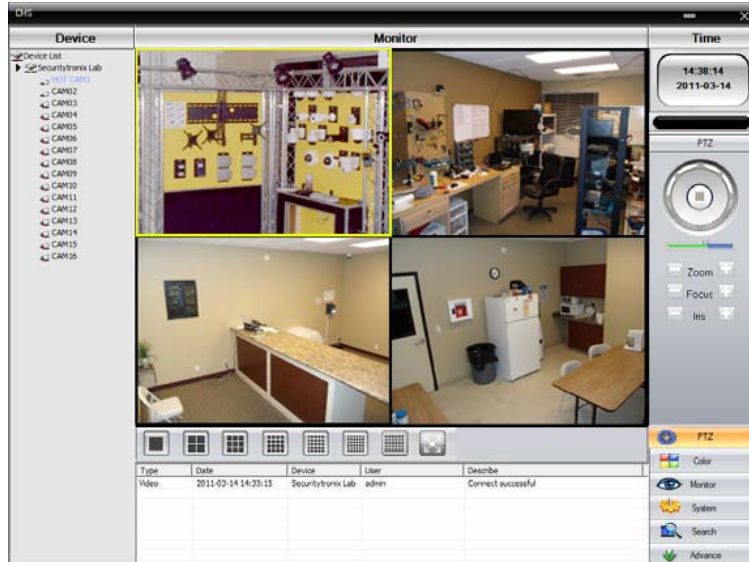 CMS
Device
Monitor
Time
Device List
Securitytronix Lab
HOT CAM1
CAM02
CAM03
CAM04
CAM05
CAM06
CAM07
CAM08
CAM09
CAM10
CAM11
CAM12
CAM13
CAM14
CAM15
CAM16
14:38:14
2011-03-14
PTZ
Zoom
Focus
Iris
Type Date Device User Describe
Video 2011-03-14 14:33:15 Securitytronix Lab admin Connect successful
PTZ
Color
Monitor
System
Search
Advance